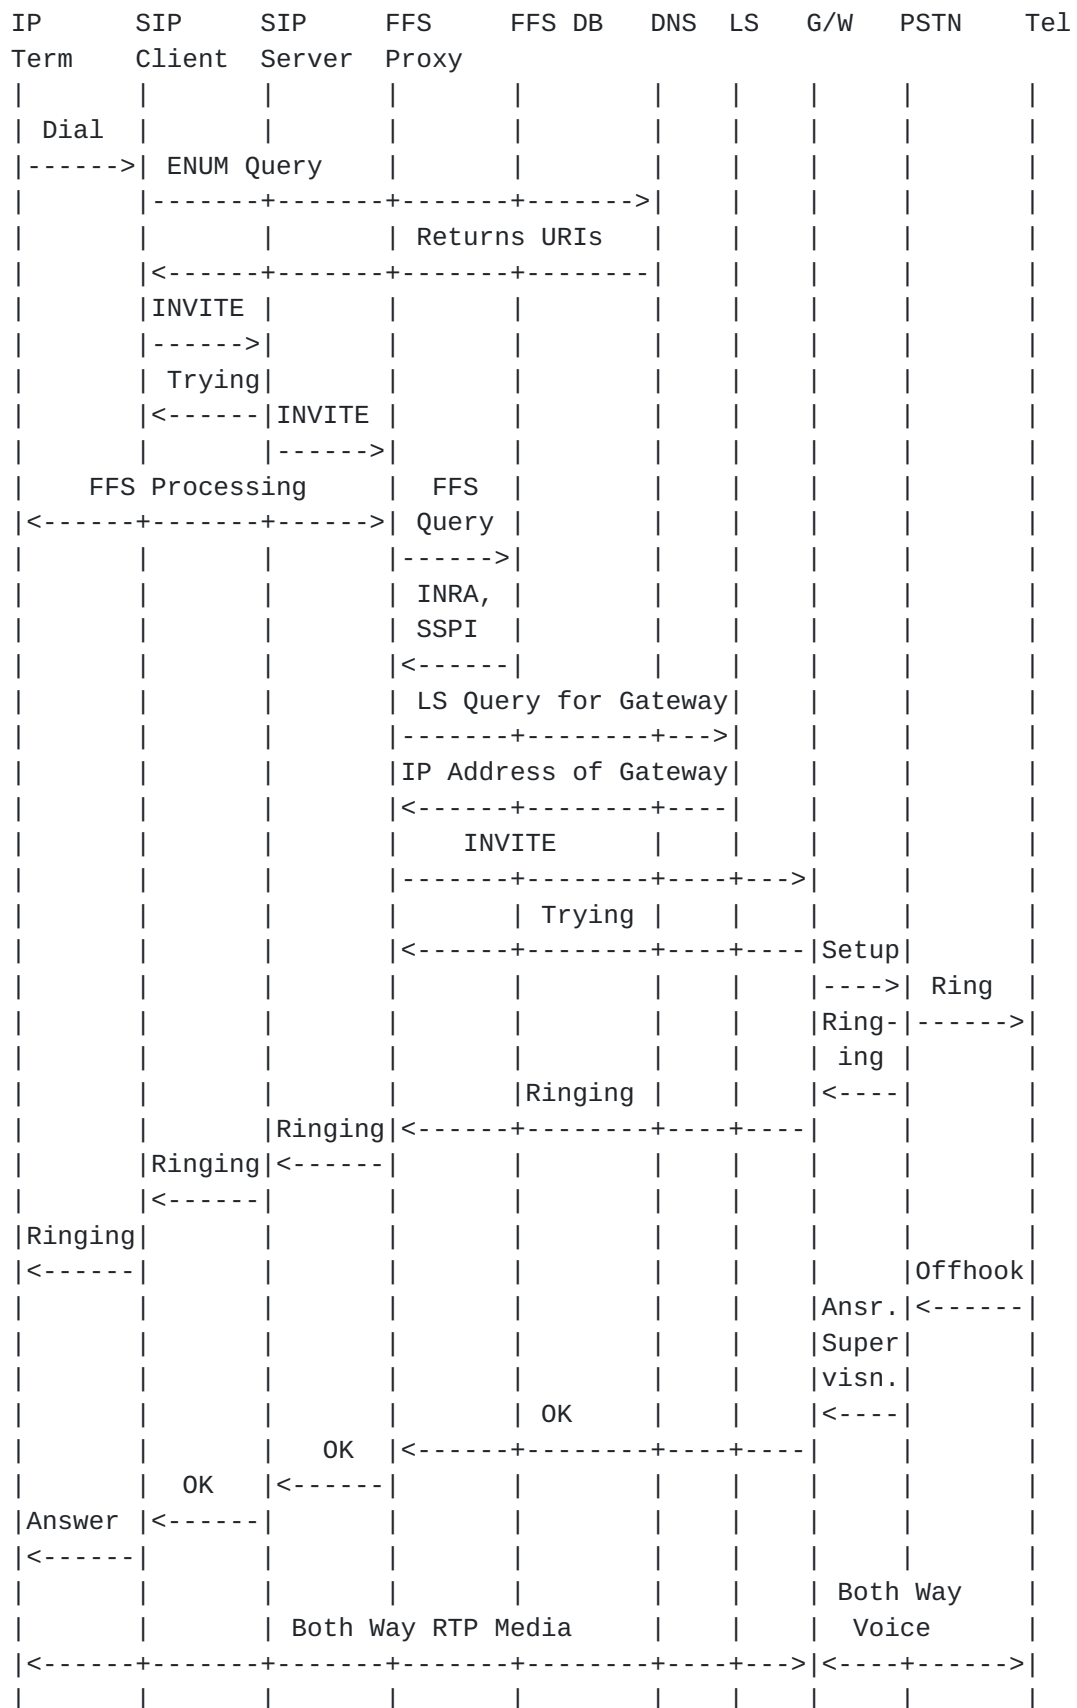 IP      SIP     SIP     FFS     FFS DB   DNS  LS   G/W   PSTN    Tel
Term    Client  Server  Proxy
|       |       |       |       |        |    |    |     |       |
| Dial  |       |       |       |        |    |    |     |       |
|------>| ENUM Query    |       |        |    |    |     |       |
|       |-------+-------+-------+------->|    |    |     |       |
|       |       |       | Returns URIs   |    |    |     |       |
|       |<------+-------+-------+--------|    |    |     |       |
|       |INVITE |       |       |        |    |    |     |       |
|       |------>|       |       |        |    |    |     |       |
|       | Trying|       |       |        |    |    |     |       |
|       |<------|INVITE |       |        |    |    |     |       |
|       |       |------>|       |        |    |    |     |       |
|    FFS Processing     |  FFS  |        |    |    |     |       |
|<------+-------+------>| Query |        |    |    |     |       |
|       |       |       |------>|        |    |    |     |       |
|       |       |       | INRA, |        |    |    |     |       |
|       |       |       | SSPI  |        |    |    |     |       |
|       |       |       |<------|        |    |    |     |       |
|       |       |       | LS Query for Gateway|    |     |       |
|       |       |       |-------+--------+--->|    |     |       |
|       |       |       |IP Address of Gateway|    |     |       |
|       |       |       |<------+--------+----|    |     |       |
|       |       |       |    INVITE      |    |    |     |       |
|       |       |       |-------+--------+----+--->|     |       |
|       |       |       |       | Trying |    |    |     |       |
|       |       |       |<------+--------+----+----|Setup|       |
|       |       |       |       |        |    |    |---->| Ring  |
|       |       |       |       |        |    |    |Ring-|------>|
|       |       |       |       |        |    |    | ing |       |
|       |       |       |       |Ringing |    |    |<----|       |
|       |       |Ringing|<------+--------+----+----|     |       |
|       |Ringing|<------|       |        |    |    |     |       |
|       |<------|       |       |        |    |    |     |       |
|Ringing|       |       |       |        |    |    |     |       |
|<------|       |       |       |        |    |    |     |Offhook|
|       |       |       |       |        |    |    |Ansr.|<------|
|       |       |       |       |        |    |    |Super|       |
|       |       |       |       |        |    |    |visn.|       |
|       |       |       |       | OK     |    |    |<----|       |
|       |       |   OK  |<------+--------+----+----|     |       |
|       |  OK   |<------|       |        |    |    |     |       |
|Answer |<------|       |       |        |    |    |     |       |
|<------|       |       |       |        |    |    |     |       |
|       |       |       |       |        |    |    | Both Way    |
|       |       | Both Way RTP Media     |    |    |  Voice      |
|<------+-------+-------+-------+--------+----+--->|<----+------>|
|       |       |       |       |        |    |    |     |       |